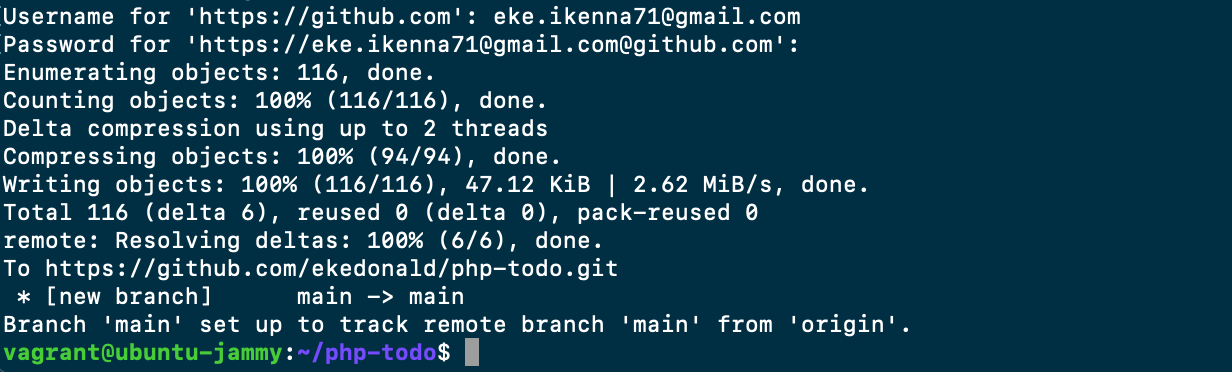 Username for 'https://github.com': eke.ikenna71@gmail.com
Password for 'https://eke.ikenna71@gmail.com@github.com':
Enumerating objects: 116, done.
Counting objects: 100% (116/116), done.
Delta compression using up to 2 threads
Compressing objects: 100% (94/94), done.
Writing objects: 100% (116/116), 47.12 KiB | 2.62 MiB/s, done.
Total 116 (delta 6), reused 0 (delta 0), pack-reused 0
remote: Resolving deltas: 100% (6/6), done.
To https://github.com/ekedonald/php-todo.git
 * [new branch]      main -> main
Branch 'main' set up to track remote branch 'main' from 'origin'.
vagrant@ubuntu-jammy:~/php-todo$